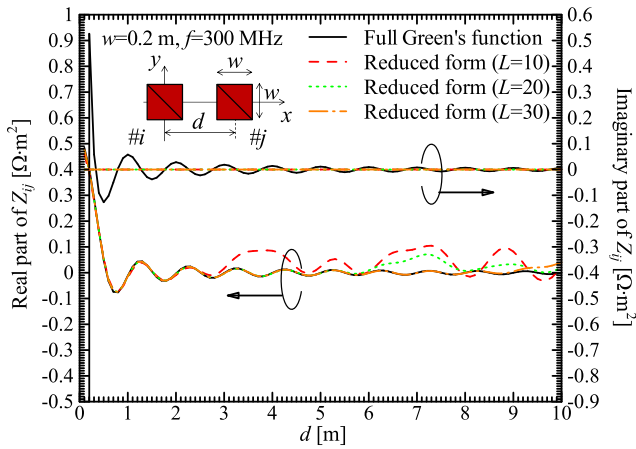 w=0.2 m, f=300 MHz
Full Green's function
Reduced form (L=10)
Reduced form (L=20)
Reduced form (L=30)
y
w
w
x
#i
d
#j
Real part of Zij [Ω·m²]
1
0.9
0.8
0.7
0.6
0.5
0.4
0.3
0.2
0.1
0
-0.1
-0.2
-0.3
-0.4
-0.5
Imaginary part of Zij [Ω·m²]
0.6
0.5
0.4
0.3
0.2
0.1
0
-0.1
-0.2
-0.3
-0.4
-0.5
-0.6
-0.7
-0.8
-0.9
0 1 2 3 4 5 6 7 8 9 10
d [m]